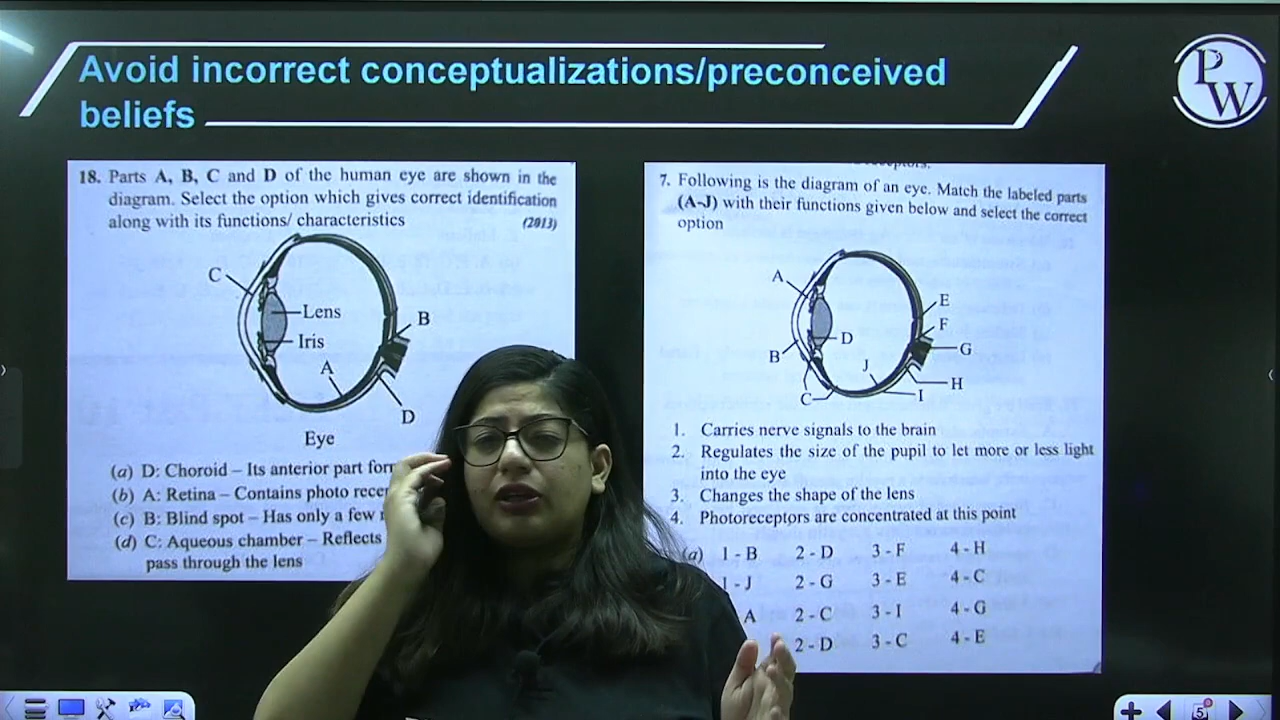 Avoid incorrect conceptualizations/preconceived
beliefs
PW
18. Parts A, B, C and D of the human eye are shown in the
diagram. Select the option which gives correct identification
along with its functions/ characteristics
(2013)
C
Lens
Iris
B
A
D
Eye
(a) D: Choroid – Its anterior part
(b) A: Retina – Contains photo
(c) B: Blind spot – Has only a few
(d) C: Aqueous chamber – Reflects
pass through the lens
7. Following is the diagram of an eye. Match the labeled parts
(A-J) with their functions given below and select the correct
option
A
E
F
D
G
B
J
H
C
I
1. Carries nerve signals to the brain
2. Regulates the size of the pupil to let more or less light
into the eye
3. Changes the shape of the lens
4. Photoreceptors are concentrated at this point
(a) 1 - B 2 - D 3 - F 4 - H
1 - J 2 - G 3 - E 4 - C
A 2 - C 3 - I 4 - G
2 - D 3 - C 4 - E
5